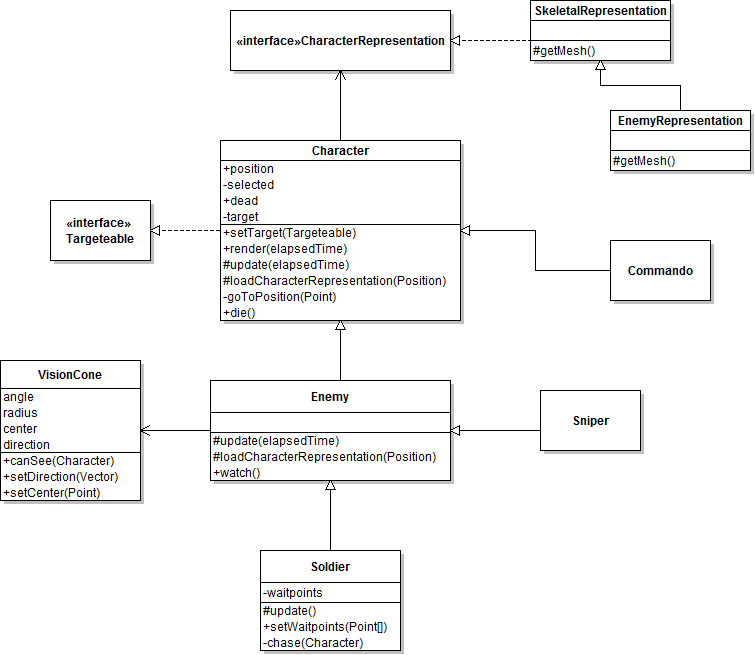 SkeletalRepresentation
#getMesh()
«interface»CharacterRepresentation
EnemyRepresentation
#getMesh()
Character
+position
-selected
+dead
-target
+setTarget(Targeteable)
+render(elapsedTime)
#update(elapsedTime)
#loadCharacterRepresentation(Position)
-goToPosition(Point)
+die()
«interface»
Targeteable
Commando
VisionCone
angle
radius
center
direction
+canSee(Character)
+setDirection(Vector)
+setCenter(Point)
Enemy
#update(elapsedTime)
#loadCharacterRepresentation(Position)
+watch()
Sniper
Soldier
-waitpoints
#update()
+setWaitpoints(Point[])
-chase(Character)